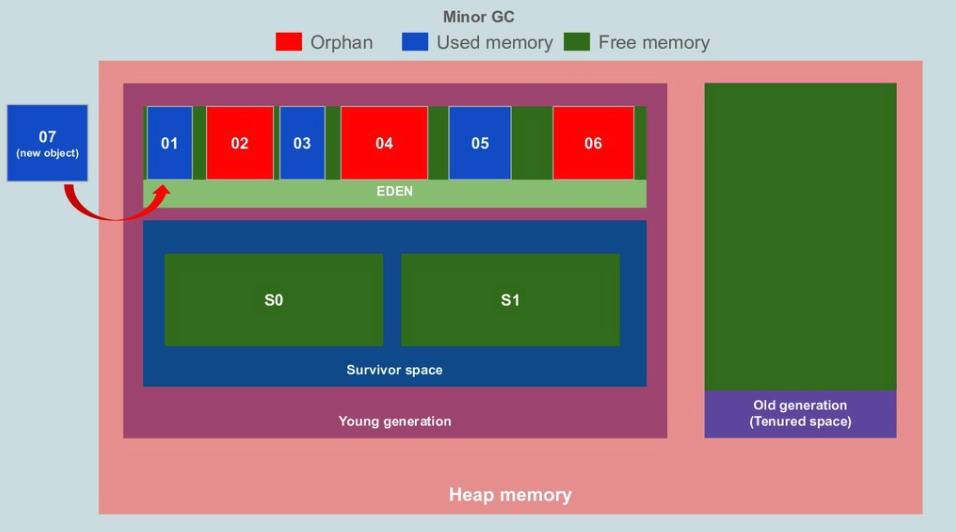 Minor GC
Orphan Used memory Free memory
07
(new object)
01 02 03 04 05 06
EDEN
S0 S1
Survivor space
Young generation
Old generation
(Tenured space)
Heap memory